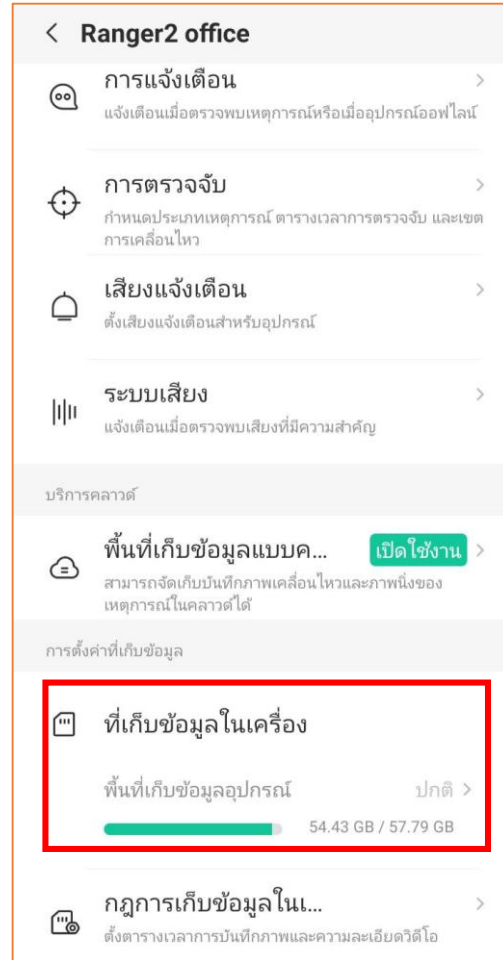 Ranger2 office
การแจ้งเตือน
แจ้งเตือนเมื่อตรวจพบเหตุการณ์หรือเมื่ออุปกรณ์ออฟไลน์
การตรวจจับ
กำหนดประเภทเหตุการณ์ ตารางเวลาการตรวจจับ และเขต
การเคลื่อนไหว
เสียงแจ้งเตือน
ตั้งเสียงแจ้งเตือนสำหรับอุปกรณ์
ระบบเสียง
แจ้งเตือนเมื่อตรวจพบเสียงที่มีความสำคัญ
บริการคลาวด์
พื้นที่เก็บข้อมูลแบบค... เปิดใช้งาน
สามารถจัดเก็บบันทึกภาพเคลื่อนไหวและภาพนิ่งของ
เหตุการณ์ในคลาวด์ได้
การตั้งค่าที่เก็บข้อมูล
ที่เก็บข้อมูลในเครื่อง
พื้นที่เก็บข้อมูลอุปกรณ์ ปกติ
54.43 GB / 57.79 GB
กฎการเก็บข้อมูลในเ...
ตั้งตารางเวลาการบันทึกภาพและความละเอียดวิดีโอ